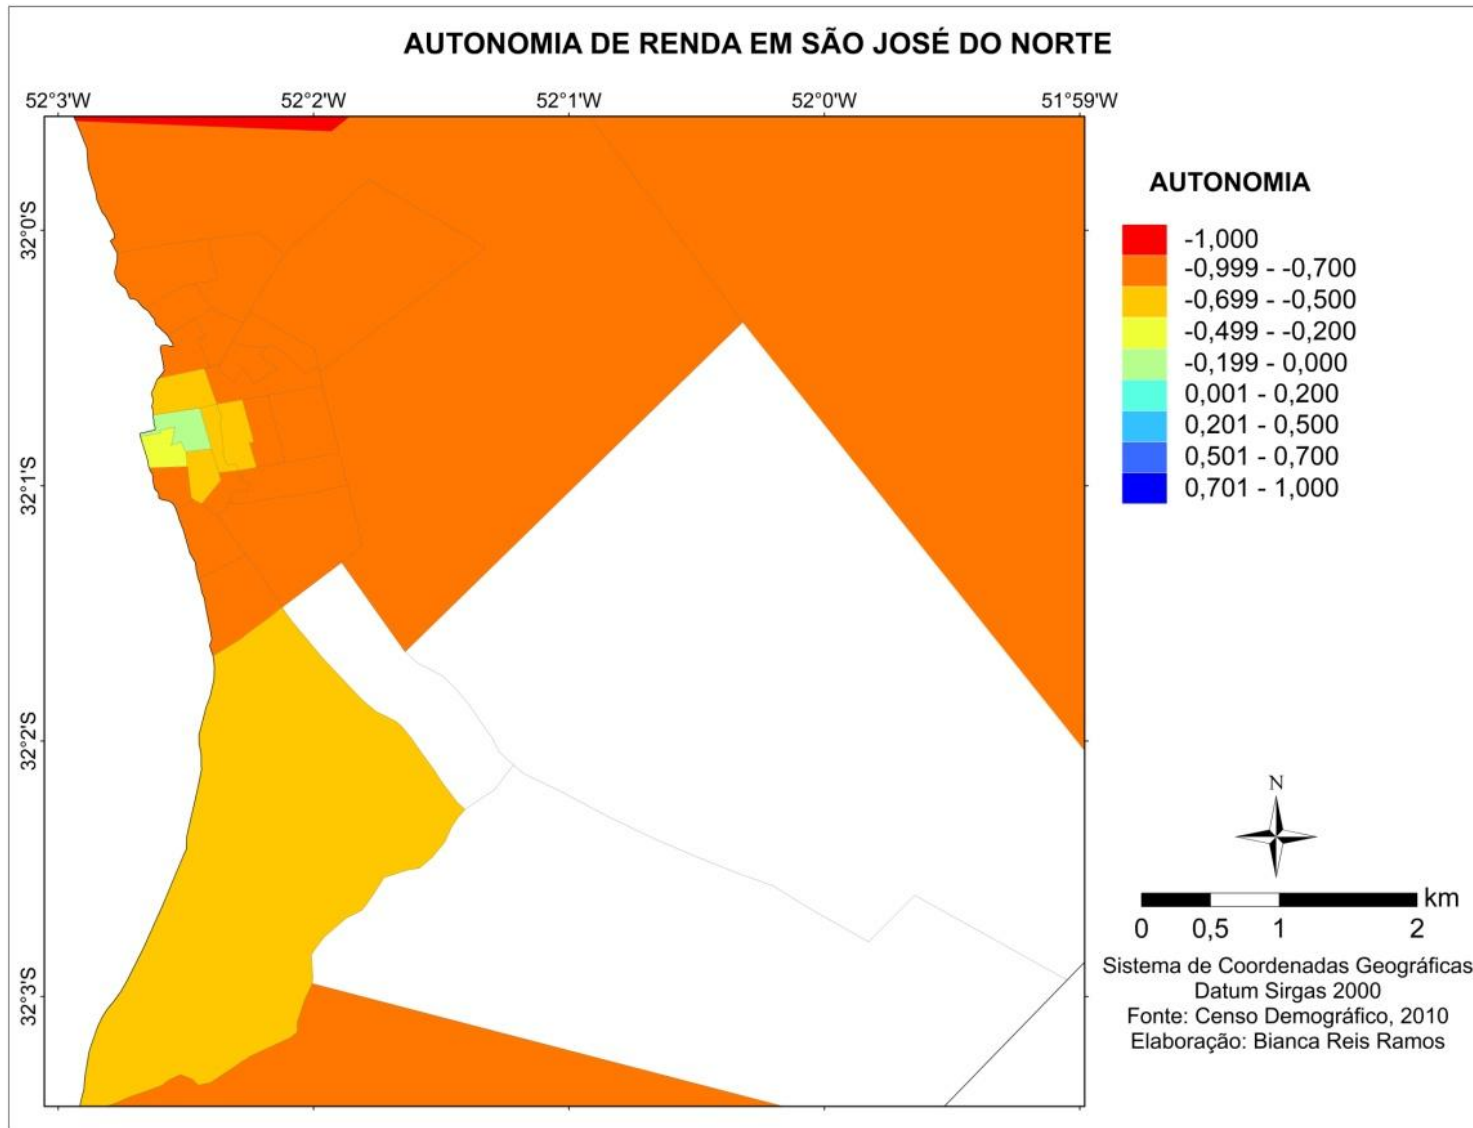 AUTONOMIA DE RENDA EM SÃO JOSÉ DO NORTE
52°3'W 52°2'W 52°1'W 52°0'W 51°59'W
32°0'S
32°1'S
32°2'S
32°3'S
AUTONOMIA
-1,000
-0,999 - -0,700
-0,699 - -0,500
-0,499 - -0,200
-0,199 - 0,000
0,001 - 0,200
0,201 - 0,500
0,501 - 0,700
0,701 - 1,000
N
km
0 0,5 1 2
Sistema de Coordenadas Geográficas
Datum Sirgas 2000
Fonte: Censo Demográfico, 2010
Elaboração: Bianca Reis Ramos